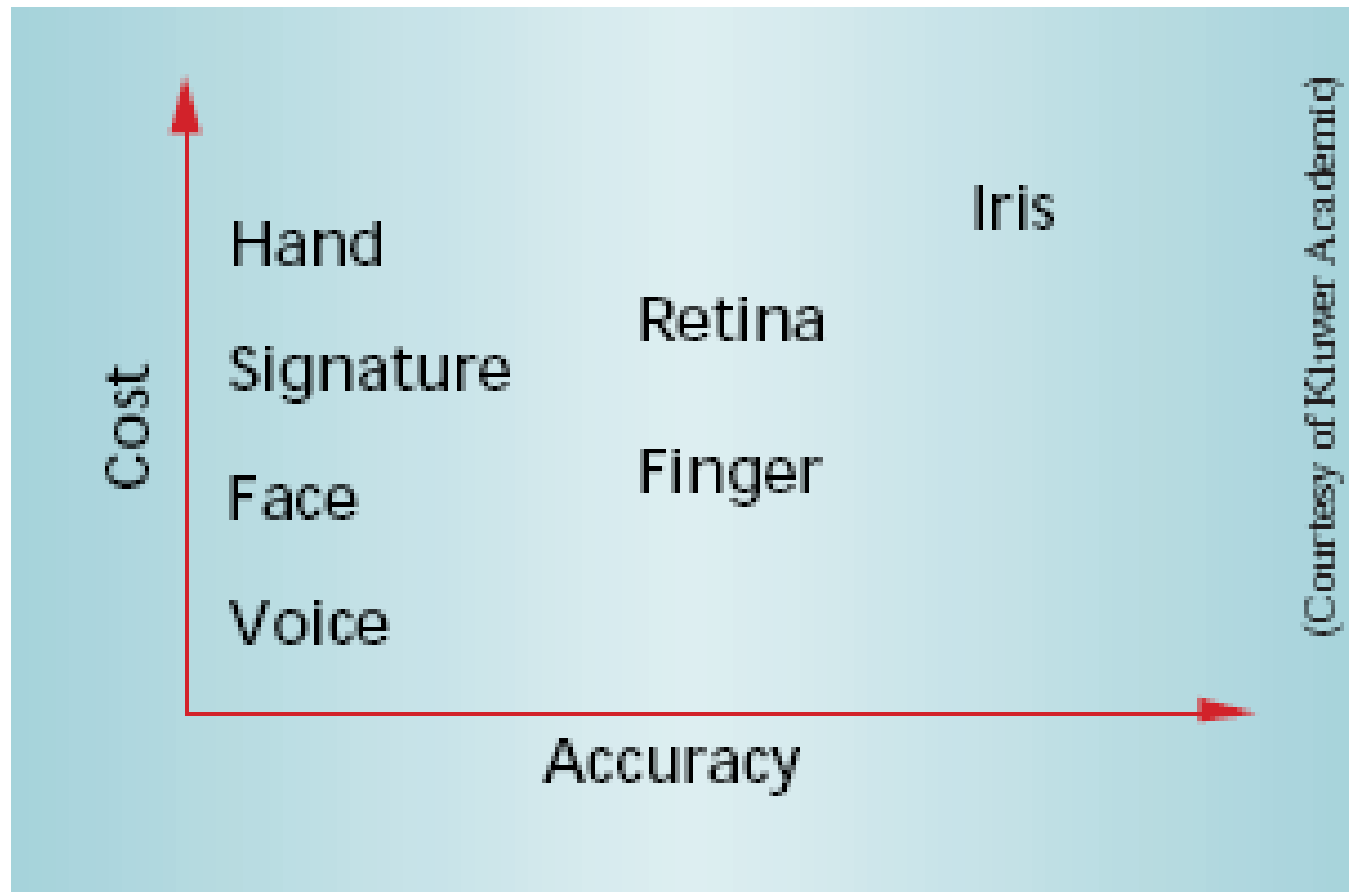 Cost
Hand
Signature
Face
Voice
Retina
Finger
Iris
Accuracy
(Courtesy of Kluwer Academic)